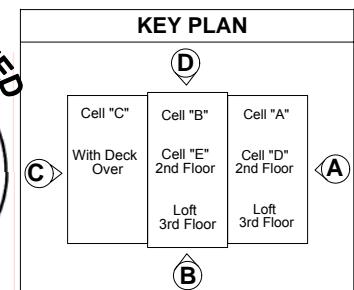 KEY PLAN
D
Cell "C"
With Deck
Over
Cell "B"
Cell "E"
2nd Floor
Loft
3rd Floor
Cell "A"
Cell "D"
2nd Floor
Loft
3rd Floor
C
A
B